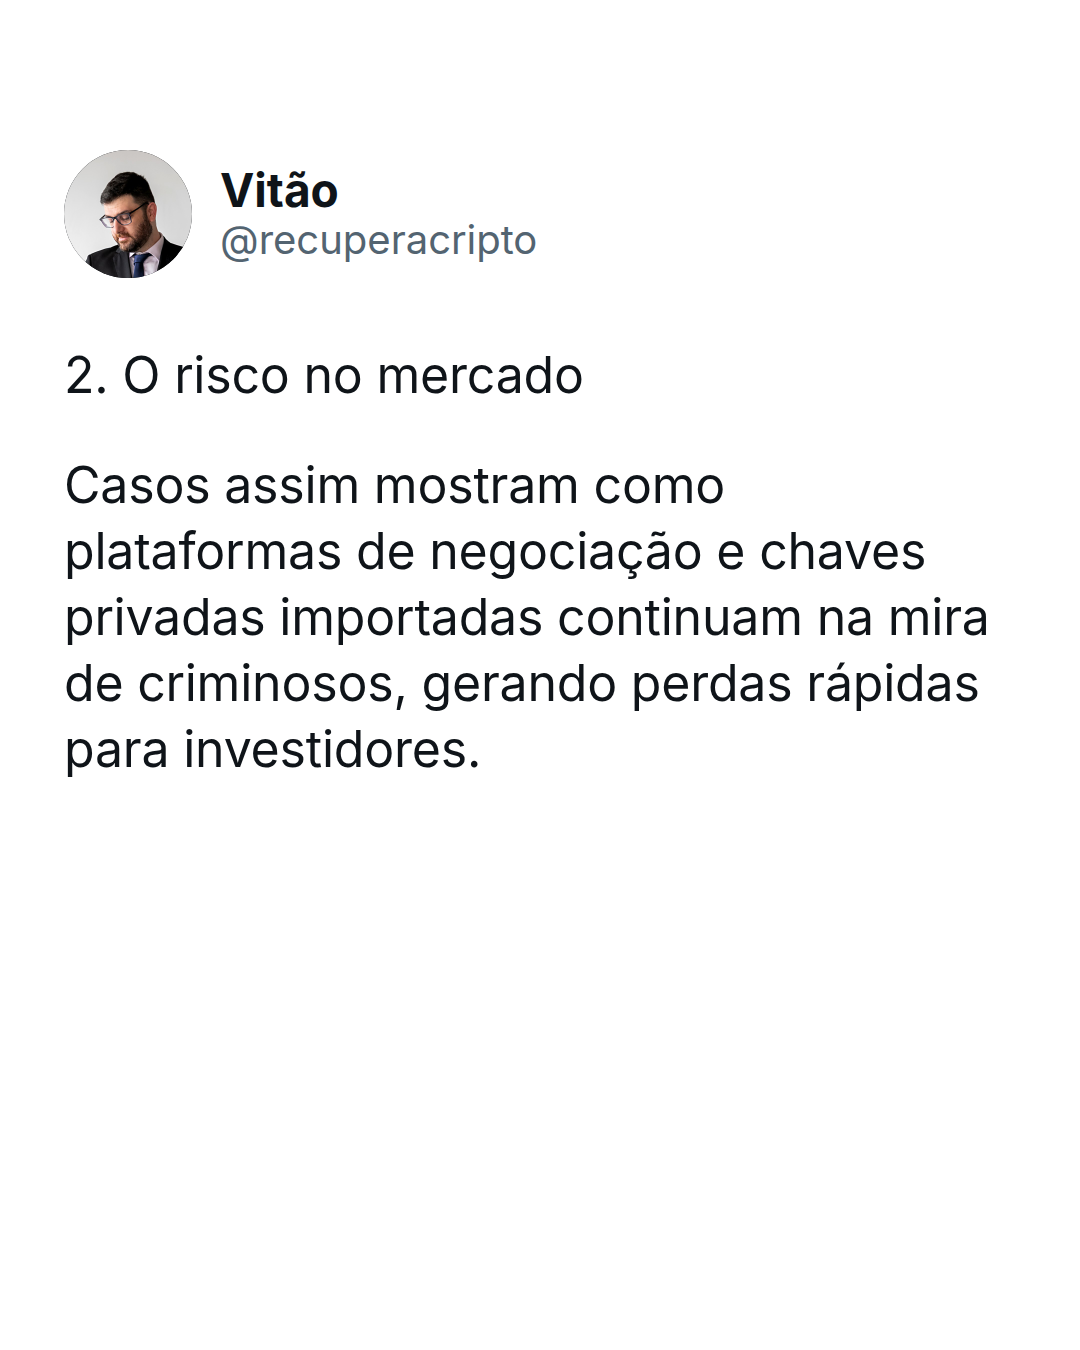 Vitão
@recuperacripto
2. O risco no mercado
Casos assim mostram como
plataformas de negociação e chaves
privadas importadas continuam na mira
de criminosos, gerando perdas rápidas
para investidores.